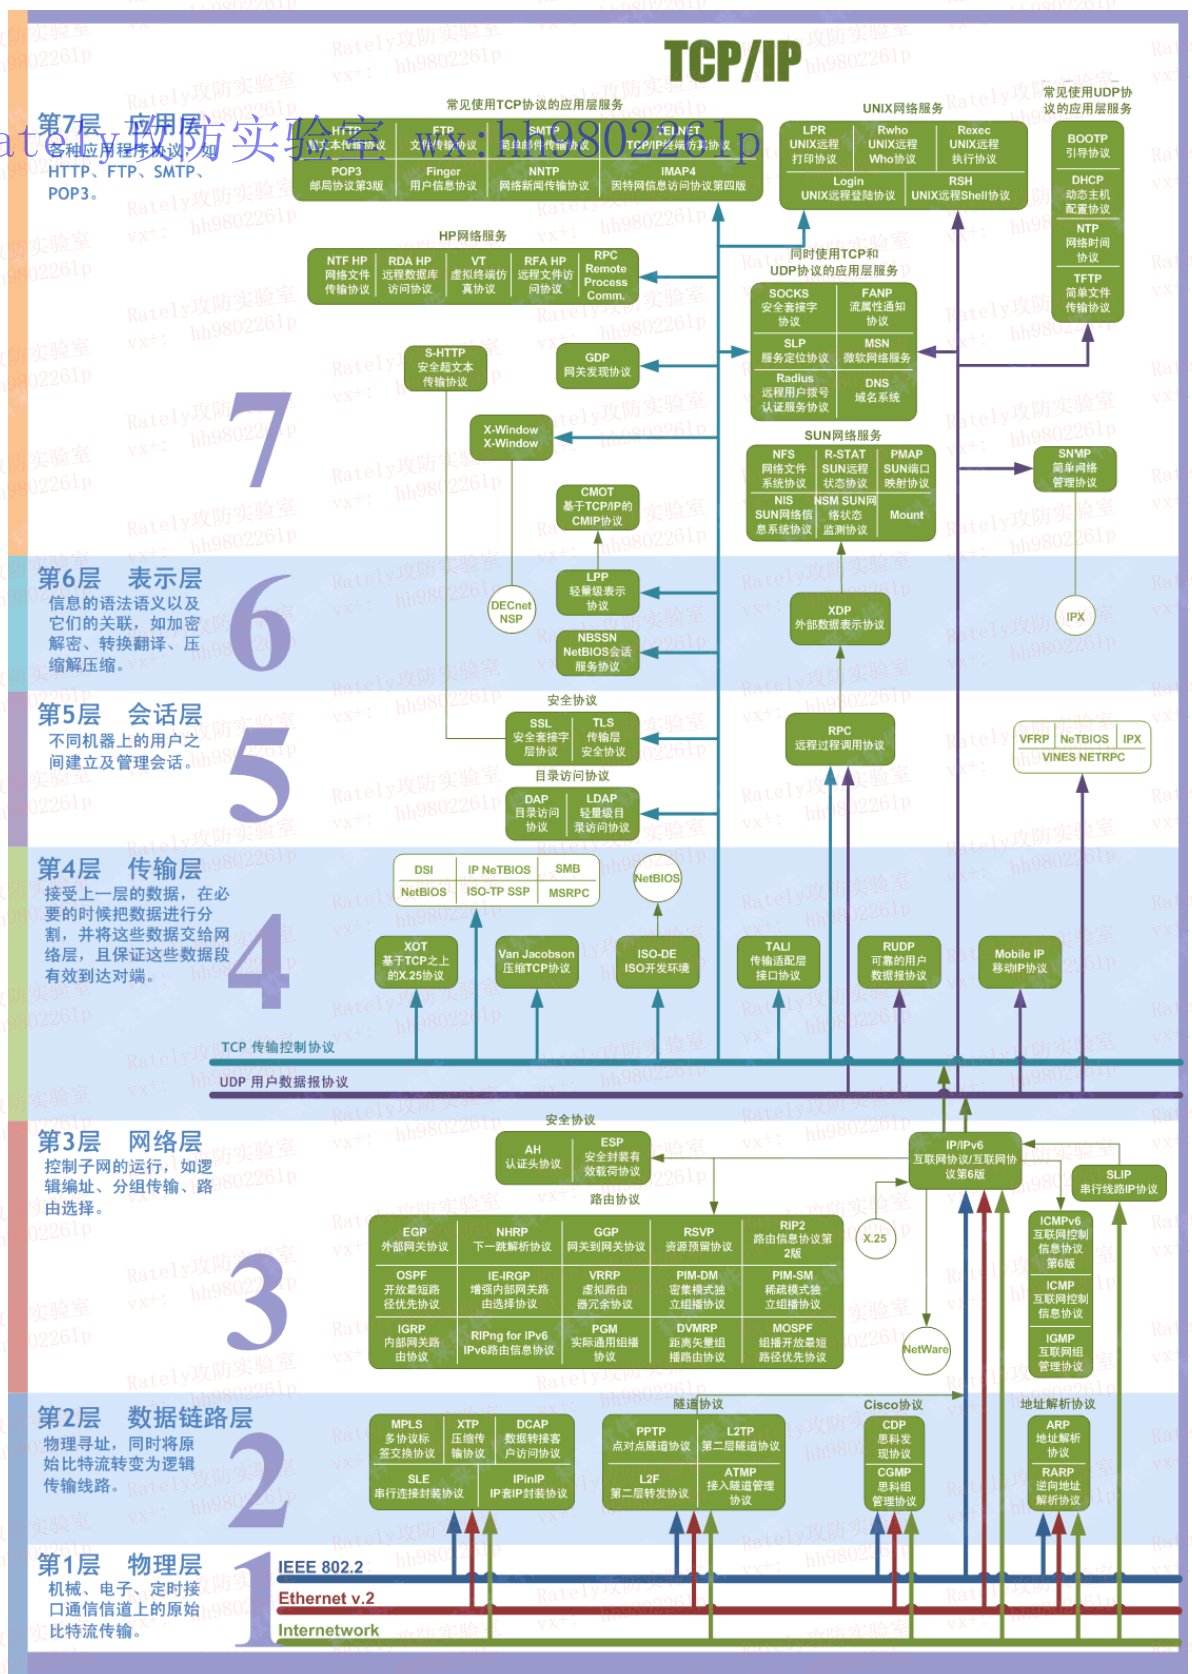 TCP/IP
常见使用TCP协议的应用层服务
UNIX网络服务
常见使用UDP协
议的应用层服务
第7层 应用层
各种应用程序协议，如
HTTP、FTP、SMTP、
POP3。
Rately攻防实验室 wx:hh9802261p
HTTP
超文本传输协议
FTP
文件传输协议
SMTP
简单邮件传输协议
TELNET
TCP/IP终端仿真协议
POP3
邮局协议第3版
Finger
用户信息协议
NNTP
网络新闻传输协议
IMAP4
因特网信息访问协议第四版
LPR
UNIX远程
打印协议
Rwho
UNIX远程
Who协议
Rexec
UNIX远程
执行协议
Login
UNIX远程登陆协议
RSH
UNIX远程Shell协议
BOOTP
引导协议
DHCP
动态主机
配置协议
NTP
网络时间
协议
TFTP
简单文件
传输协议
HP网络服务
NTF HP
网络文件
传输协议
RDA HP
远程数据库
访问协议
VT
虚拟终端仿
真协议
RFA HP
远程文件访
问协议
RPC
Remote
Process
Comm.
同时使用TCP和
UDP协议的应用层服务
SOCKS
安全套接字
协议
FANP
流属性通知
协议
SLP
服务定位协议
MSN
微软网络服务
Radius
远程用户拨号
认证服务协议
DNS
域名系统
S-HTTP
安全超文本
传输协议
GDP
网关发现协议
7
X-Window
X-Window
SUN网络服务
NFS
网络文件
系统协议
R-STAT
SUN远程
状态协议
PMAP
SUN端口
映射协议
NIS
SUN网络信
息系统协议
NSM SUN网
络状态
监测协议
Mount
SNMP
简单网络
管理协议
CMOT
基于TCP/IP的
CMIP协议
第6层 表示层
信息的语法语义以及
它们的关联，如加密
解密、转换翻译、压
缩解压缩。
6
LPP
轻量级表示
协议
DECnet
NSP
XDP
外部数据表示协议
IPX
NBSSN
NetBIOS会话
服务协议
第5层 会话层
不同机器上的用户之
间建立及管理会话。
5
安全协议
SSL
安全套接字
层协议
TLS
传输层
安全协议
RPC
远程过程调用协议
VFRP
NeTBIOS
IPX
VINES NETRPC
目录访问协议
DAP
目录访问
协议
LDAP
轻量级目
录访问协议
第4层 传输层
接受上一层的数据，在必
要的时候把数据进行分
割，并将这些数据交给网
络层，且保证这些数据段
有效到达对端。
4
DSI
IP NeTBIOS
SMB
NetBIOS
ISO-TP SSP
MSRPC
NetBIOS
XOT
基于TCP之上
的X.25协议
Van Jacobson
压缩TCP协议
ISO-DE
ISO开发环境
TALI
传输适配层
接口协议
RUDP
可靠的用户
数据报协议
Mobile IP
移动IP协议
TCP 传输控制协议
UDP 用户数据报协议
第3层 网络层
控制子网的运行，如逻
辑编址、分组传输、路
由选择。
3
安全协议
AH
认证头协议
ESP
安全封装有
效载荷协议
IP/IPv6
互联网协议/互联网协
议第6版
SLIP
串行线路IP协议
路由协议
EGP
外部网关协议
NHRP
下一跳解析协议
GGP
网关到网关协议
RSVP
资源预留协议
RIP2
路由信息协议第
2版
X.25
ICMPv6
互联网控制
信息协议
第6版
OSPF
开放最短路
径优先协议
IE-IRGP
增强内部网关路
由选择协议
VRRP
虚拟路由
器冗余协议
PIM-DM
密集模式独
立组播协议
PIM-SM
稀疏模式独
立组播协议
ICMP
互联网控制
信息协议
IGRP
内部网关路
由协议
RIPng for IPv6
IPv6路由信息协议
PGM
实际通用组播
协议
DVMRP
距离矢量组
播路由协议
MOSPF
组播开放最短
路径优先协议
NetWare
IGMP
互联网组
管理协议
第2层 数据链路层
物理寻址，同时将原
始比特流转变为逻辑
传输线路。
2
隧道协议
Cisco协议
地址解析协议
MPLS
多协议标
签交换协议
XTP
压缩传
输协议
DCAP
数据转接客
户访问协议
SLE
串行连接封装协议
IPinIP
IP套IP封装协议
PPTP
点对点隧道协议
L2TP
第二层隧道协议
L2F
第二层转发协议
ATMP
接入隧道管理
协议
CDP
思科发
现协议
CGMP
思科组
管理协议
ARP
地址解析
协议
RARP
逆向地址
解析协议
第1层 物理层
机械、电子、定时接
口通信信道上的原始
比特流传输。
1
IEEE 802.2
Ethernet v.2
Internetwork